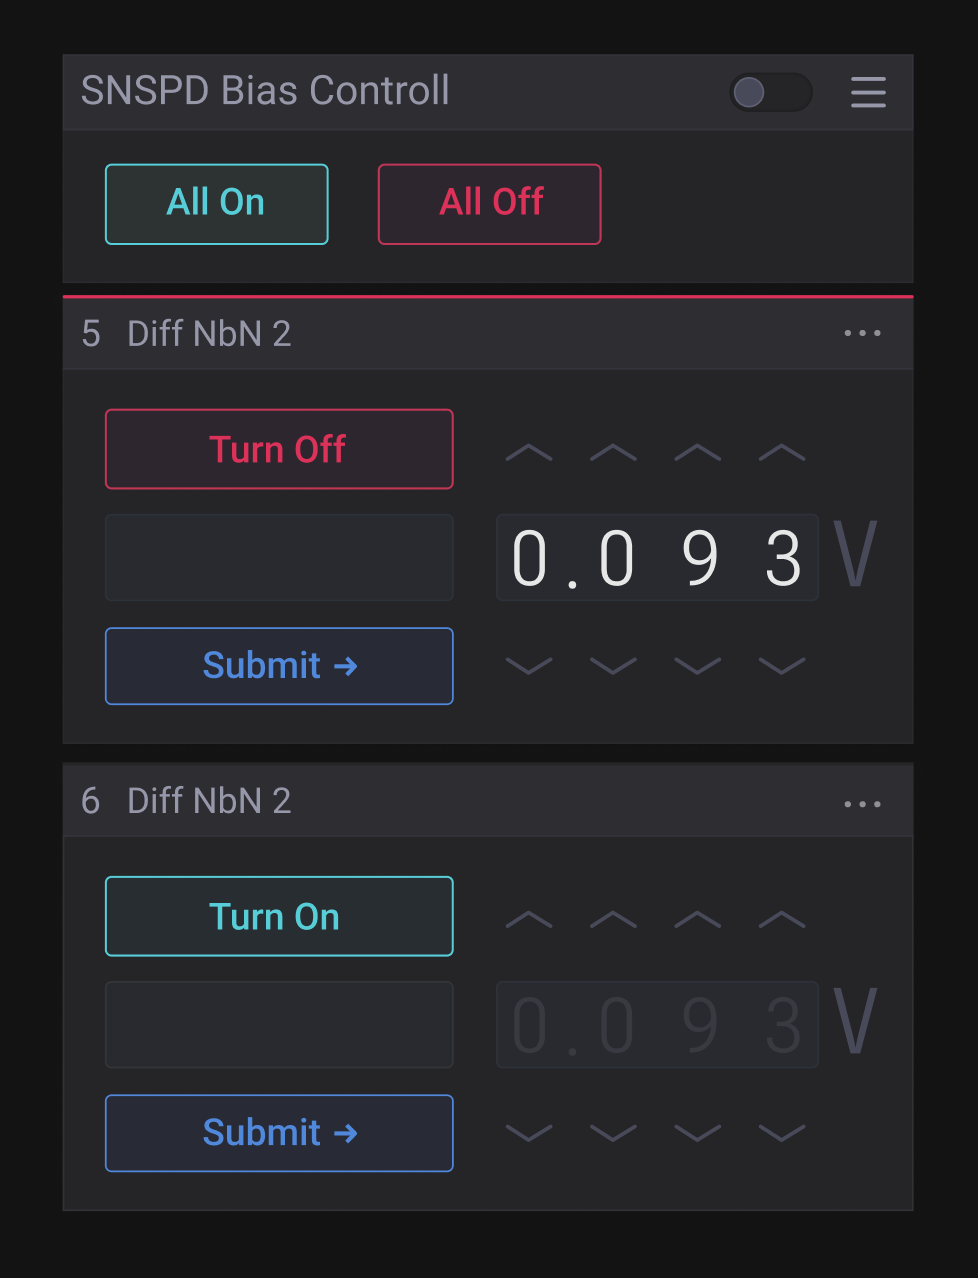 SNSPD Bias Controll
All On All Off
5 Diff NbN 2
Turn Off
0.093 V
Submit →
6 Diff NbN 2
Turn On
0.093 V
Submit →